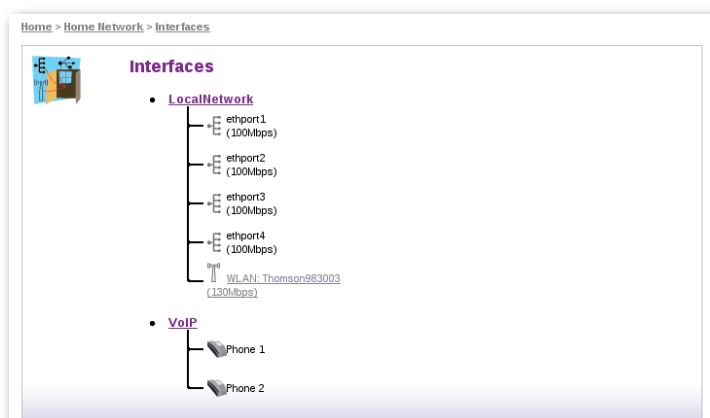 Home > Home Network > Interfaces
Interfaces
LocalNetwork
ethport1
(100Mbps)
ethport2
(100Mbps)
ethport3
(100Mbps)
ethport4
(100Mbps)
WLAN: Thomson983003
(130Mbps)
VoIP
Phone 1
Phone 2